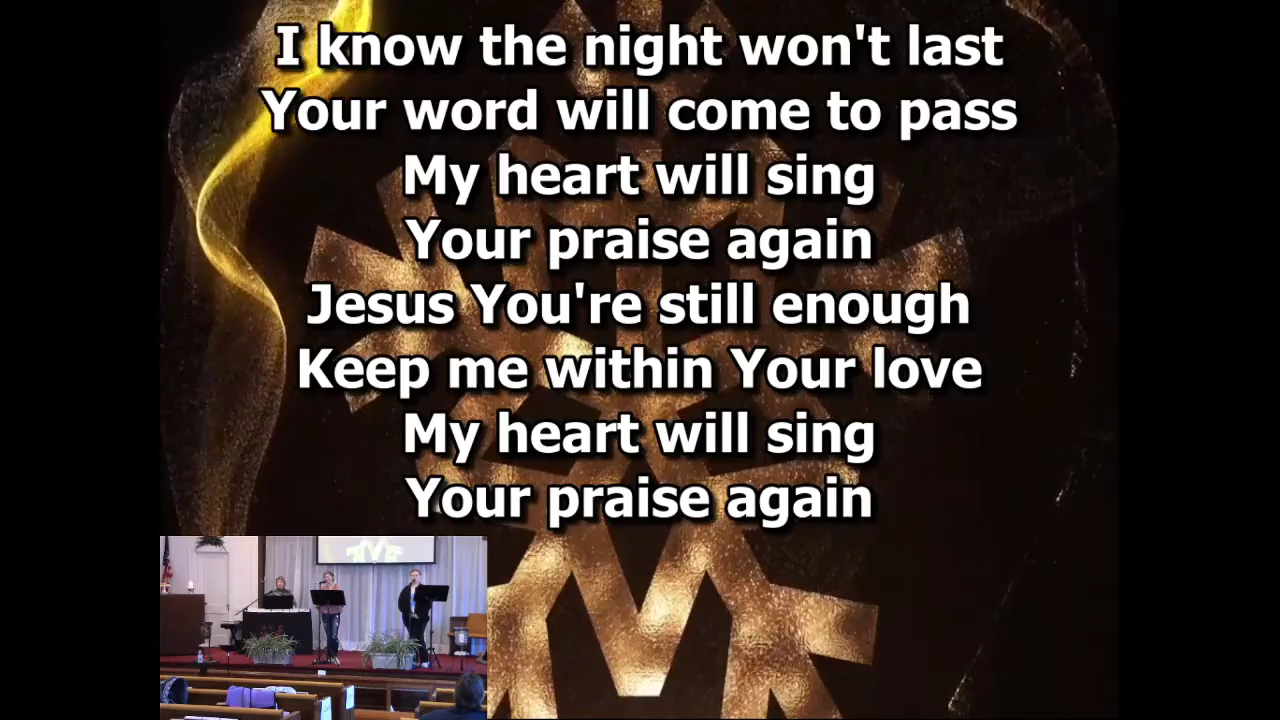 I know the night won't last
Your word will come to pass
My heart will sing
Your praise again
Jesus You're still enough
Keep me within Your love
My heart will sing
Your praise again